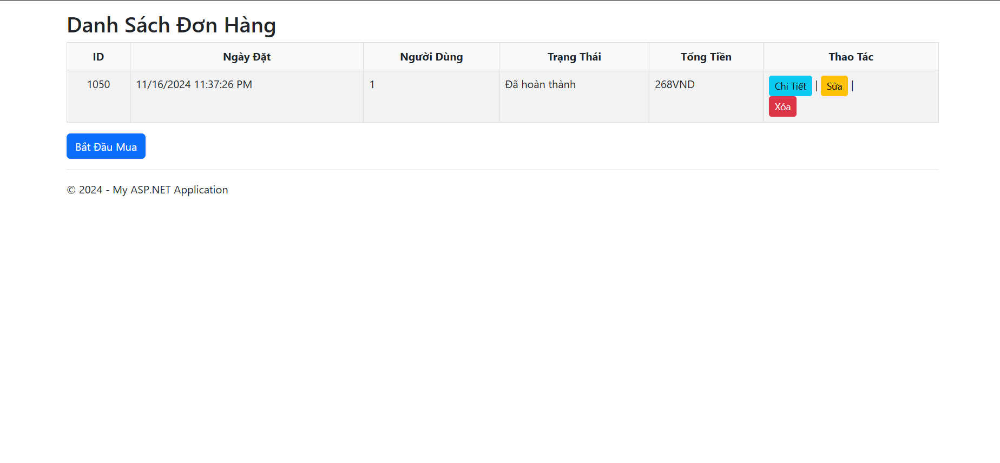 Danh Sách Đơn Hàng
ID Ngày Đặt Người Dùng Trạng Thái Tổng Tiền Thao Tác
1050 11/16/2024 11:37:26 PM 1 Đã hoàn thành 268VND Chi Tiết | Sửa |
Xóa
Bắt Đầu Mua
© 2024 - My ASP.NET Application